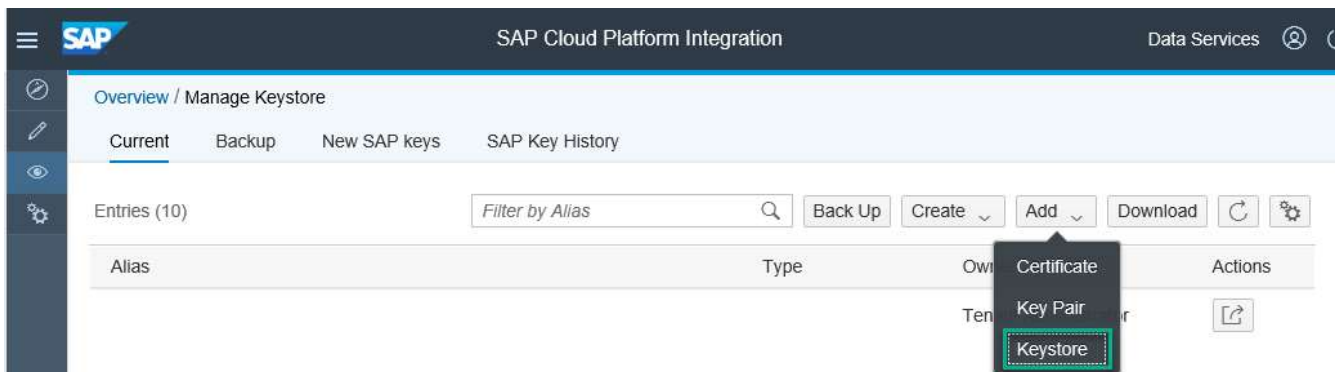 SAP SAP Cloud Platform Integration Data Services
Overview / Manage Keystore
Current Backup New SAP keys SAP Key History
Entries (10) Filter by Alias Back Up Create Add Download
Alias Type Actions
Certificate
Key Pair
Keystore